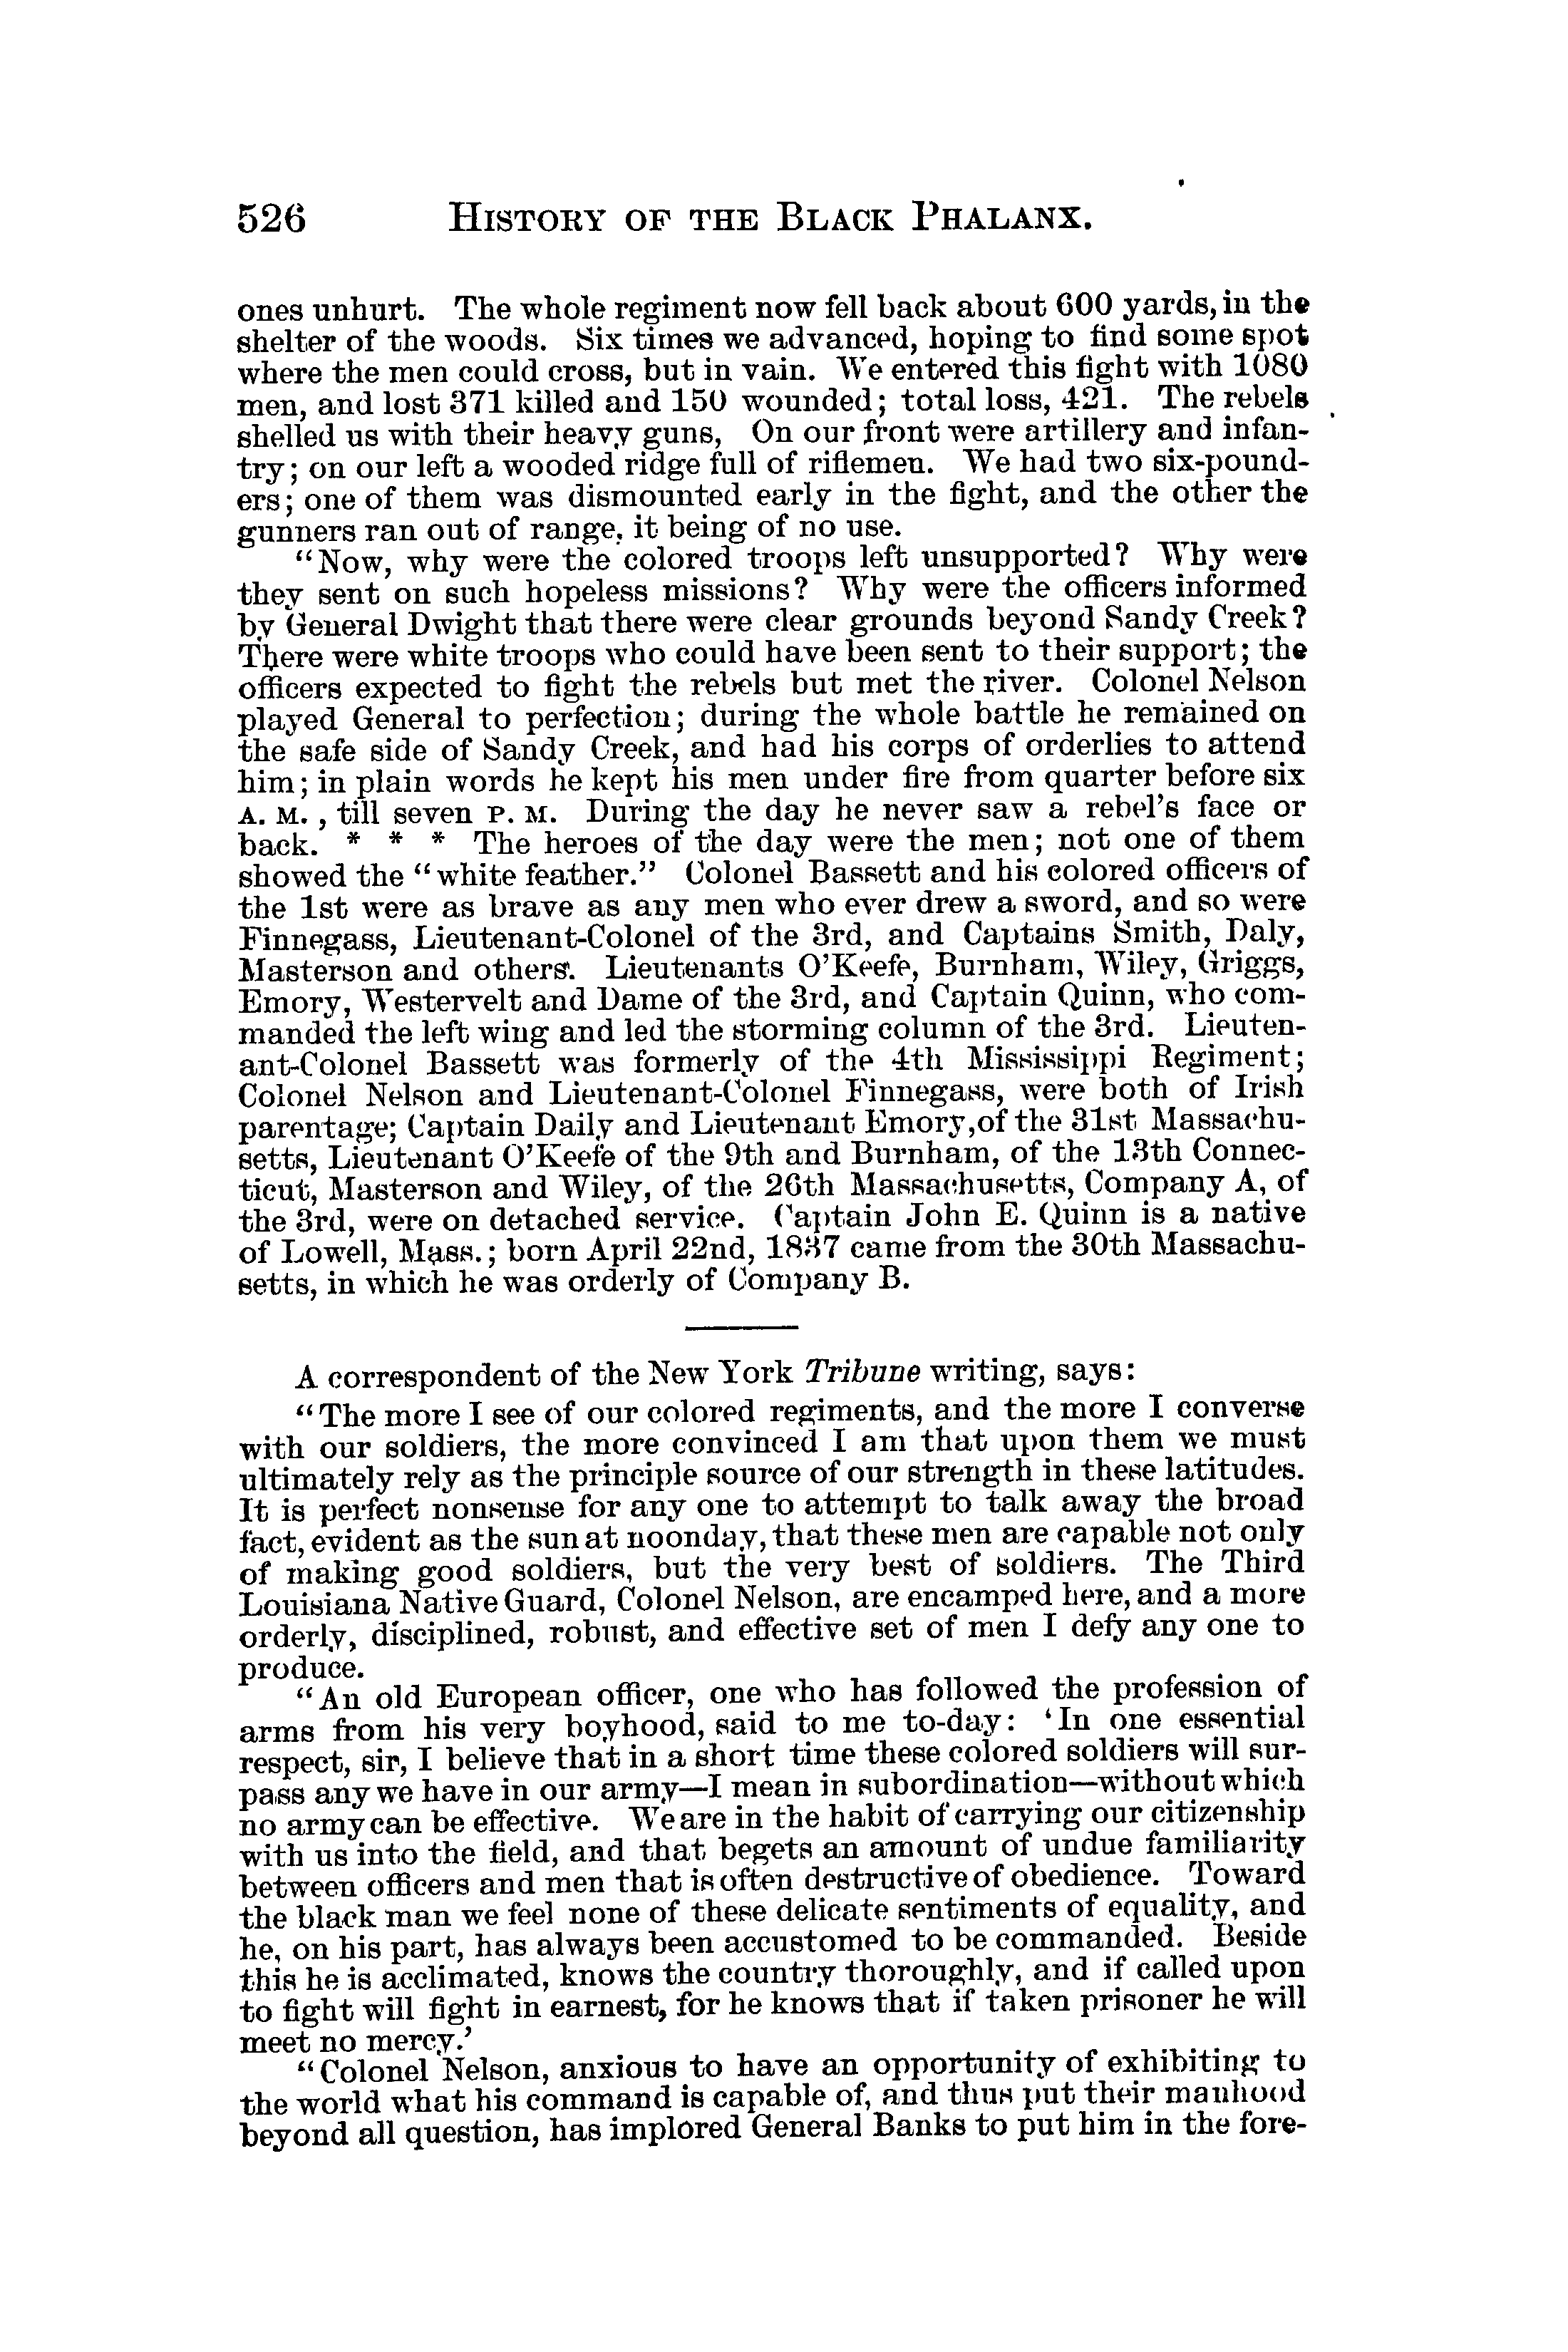 526 HISTORY OF THE BLACK PHALANX.
ones unhurt. The whole regiment now fell back about 600 yards, in the
shelter of the woods. Six times we advanced, hoping to find some spot
where the men could cross, but in vain. We entered this fight with 1080
men, and lost 371 killed and 150 wounded; total loss, 421. The rebels
shelled us with their heavy guns, On our front were artillery and infan-
try; on our left a wooded ridge full of riflemen. We had two six-pound-
ers; one of them was dismounted early in the fight, and the other the
gunners ran out of range, it being of no use.
“Now, why were the colored troops left unsupported? Why were
they sent on such hopeless missions? Why were the officers informed
by General Dwight that there were clear grounds beyond Sandy Creek?
There were white troops who could have been sent to their support; the
officers expected to fight the rebels but met the river. Colonel Nelson
played General to perfection; during the whole battle he remained on
the safe side of Sandy Creek, and had his corps of orderlies to attend
him; in plain words he kept his men under fire from quarter before six
A. M., till seven P. M. During the day he never saw a rebel’s face or
back. * * * The heroes of the day were the men; not one of them
showed the “white feather.” Colonel Bassett and his colored officers of
the 1st were as brave as any men who ever drew a sword, and so were
Finnegass, Lieutenant-Colonel of the 3rd, and Captains Smith, Daly,
Masterson and others. Lieutenants O’Keefe, Burnham, Wiley, Griggs,
Emory, Westervelt and Dame of the 3rd, and Captain Quinn, who com-
manded the left wing and led the storming column of the 3rd. Lieuten-
ant-Colonel Bassett was formerly of the 4th Mississippi Regiment;
Colonel Nelson and Lieutenant-Colonel Finnegass, were both of Irish
parentage; Captain Daily and Lieutenant Emory, of the 31st Massachu-
setts, Lieutenant O’Keefe of the 9th and Burnham, of the 13th Connec-
ticut, Masterson and Wiley, of the 26th Massachusetts, Company A, of
the 3rd, were on detached service. Captain John E. Quinn is a native
of Lowell, Mass.; born April 22nd, 1837 came from the 30th Massachu-
setts, in which he was orderly of Company B.
A correspondent of the New York Tribune writing, says:
“The more I see of our colored regiments, and the more I converse
with our soldiers, the more convinced I am that upon them we must
ultimately rely as the principle source of our strength in these latitudes.
It is perfect nonsense for any one to attempt to talk away the broad
fact, evident as the sun at noonday, that these men are capable not only
of making good soldiers, but the very best of soldiers. The Third
Louisiana Native Guard, Colonel Nelson, are encamped here, and a more
orderly, disciplined, robust, and effective set of men I defy any one to
produce.
“An old European officer, one who has followed the profession of
arms from his very boyhood, said to me to-day: ‘In one essential
respect, sir, I believe that in a short time these colored soldiers will sur-
pass any we have in our army—I mean in subordination—without which
no army can be effective. We are in the habit of carrying our citizenship
with us into the field, and that begets an amount of undue familiarity
between officers and men that is often destructive of obedience. Toward
the black man we feel none of these delicate sentiments of equality, and
he, on his part, has always been accustomed to be commanded. Beside
this he is acclimated, knows the country thoroughly, and if called upon
to fight will fight in earnest, for he knows that if taken prisoner he will
meet no mercy.’
“Colonel Nelson, anxious to have an opportunity of exhibiting to
the world what his command is capable of, and thus put their manhood
beyond all question, has implored General Banks to put him in the fore-